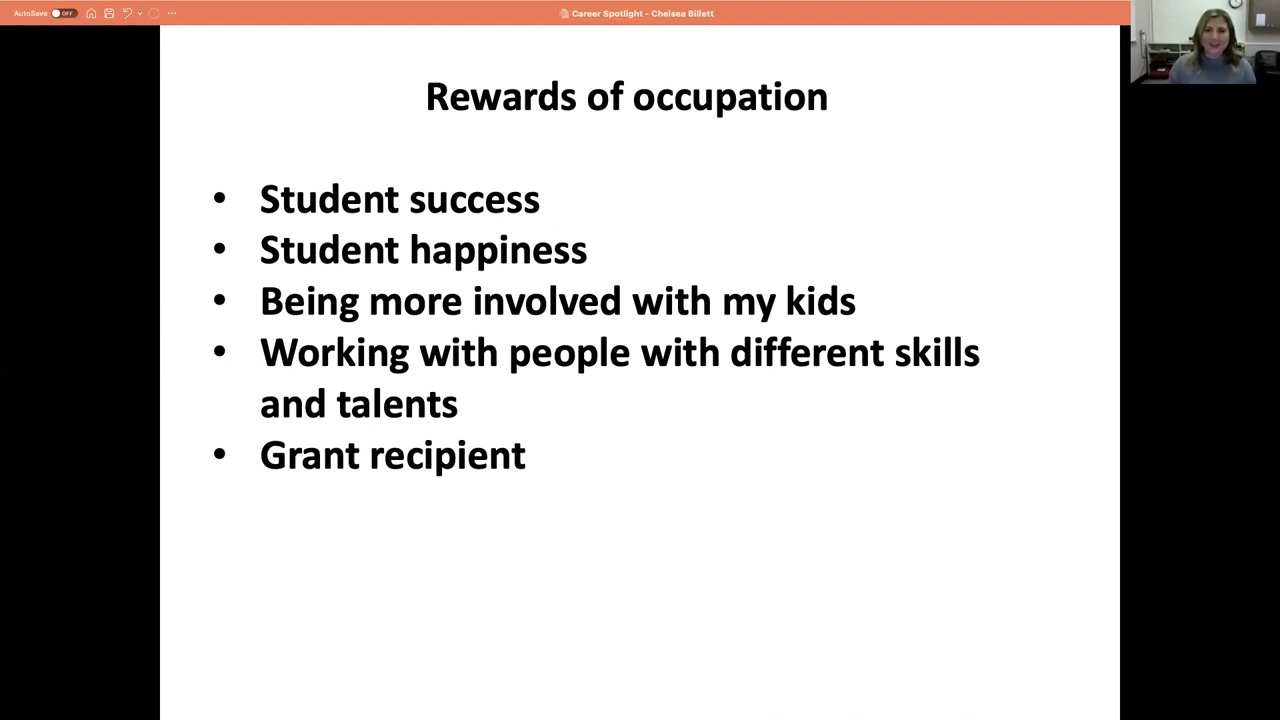 AutoSave OFF
Career Spotlight - Chelsea Billett
Rewards of occupation
• Student success
• Student happiness
• Being more involved with my kids
• Working with people with different skills
and talents
• Grant recipient